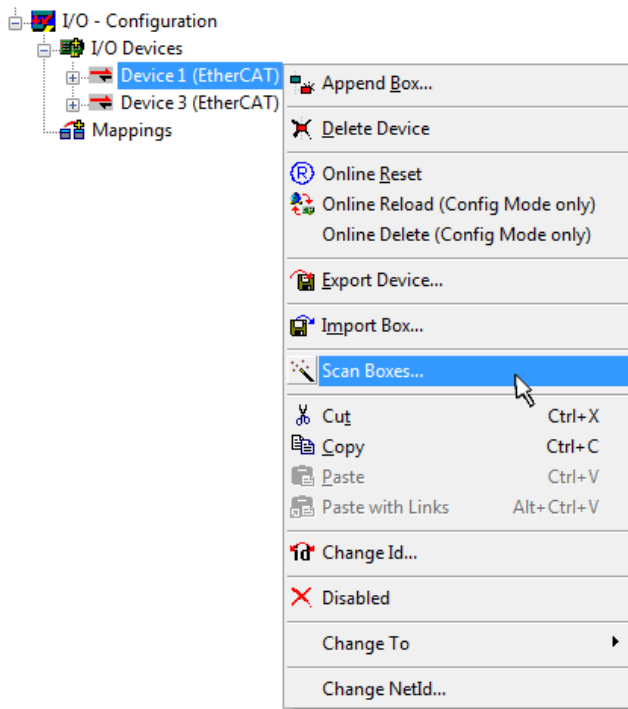 I/O - Configuration
I/O Devices
Device 1 (EtherCAT)
Device 3 (EtherCAT)
Mappings
Append Box...
Delete Device
Online Reset
Online Reload (Config Mode only)
Online Delete (Config Mode only)
Export Device...
Import Box...
Scan Boxes...
Cut Ctrl+X
Copy Ctrl+C
Paste Ctrl+V
Paste with Links Alt+Ctrl+V
Change Id...
Disabled
Change To
Change NetId...